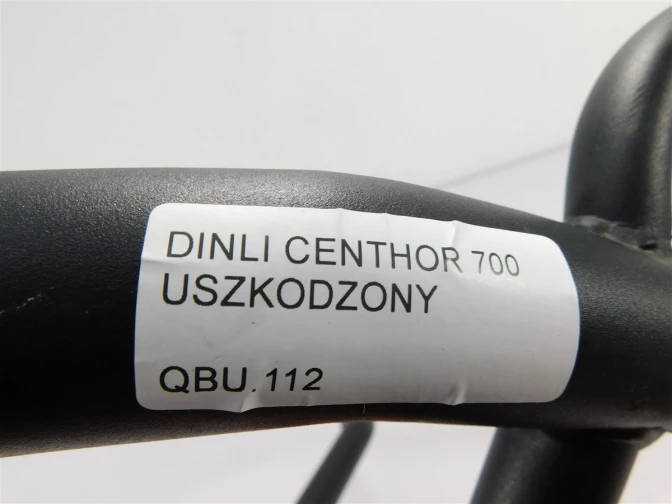 DINLI CENTHOR 700
USZKODZONY
QBU.112